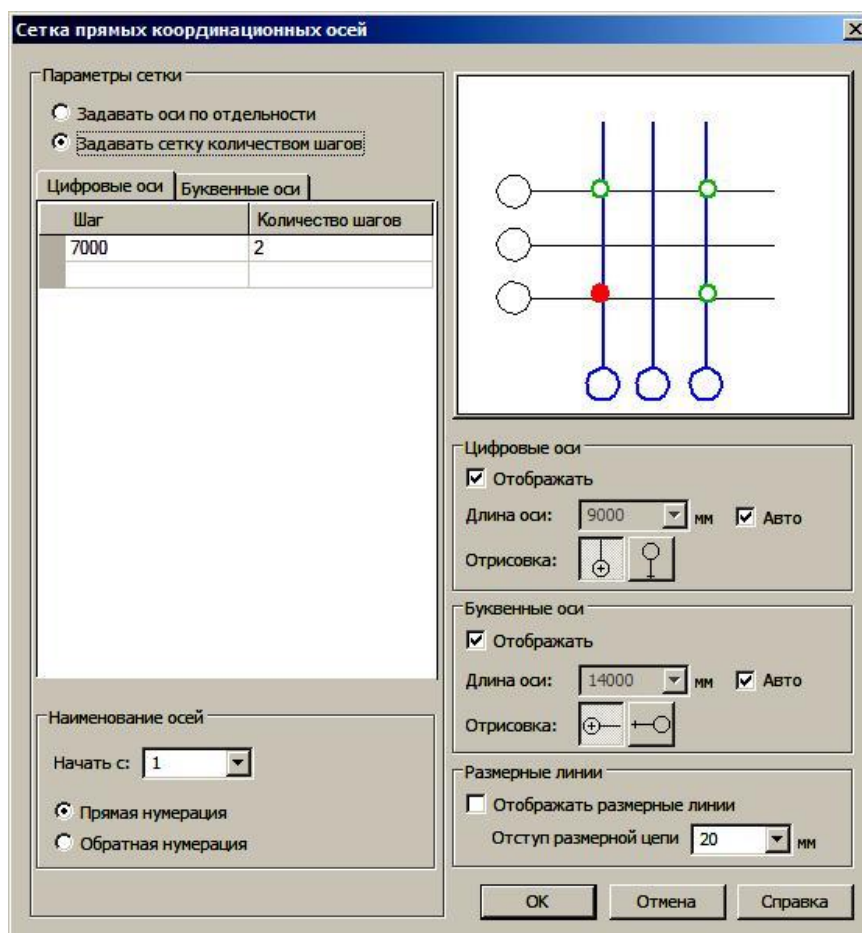 Сетка прямых координационных осей
Параметры сетки
Задавать оси по отдельности
Задавать сетку количеством шагов
Цифровые оси Буквенные оси
Шаг Количество шагов
7000 2
Наименование осей
Начать с: 1
Прямая нумерация
Обратная нумерация
Цифровые оси
Отображать
Длина оси: 9000 мм Авто
Отрисовка:
Буквенные оси
Отображать
Длина оси: 14000 мм Авто
Отрисовка:
Размерные линии
Отображать размерные линии
Отступ размерной цепи 20 мм
ОК Отмена Справка